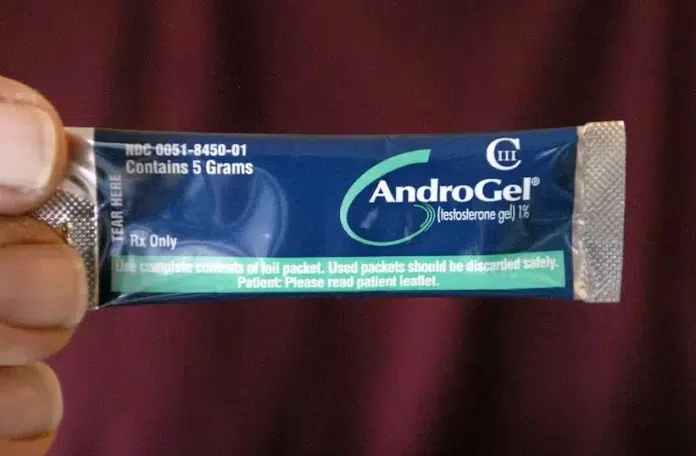 NDC 0051-8450-01
Contains 5 Grams
TEAR HERE
CIII
AndroGel®
(testosterone gel) 1%
Rx Only
Use complete contents of foil packet. Used packets should be discarded safely.
Patient: Please read patient leaflet.